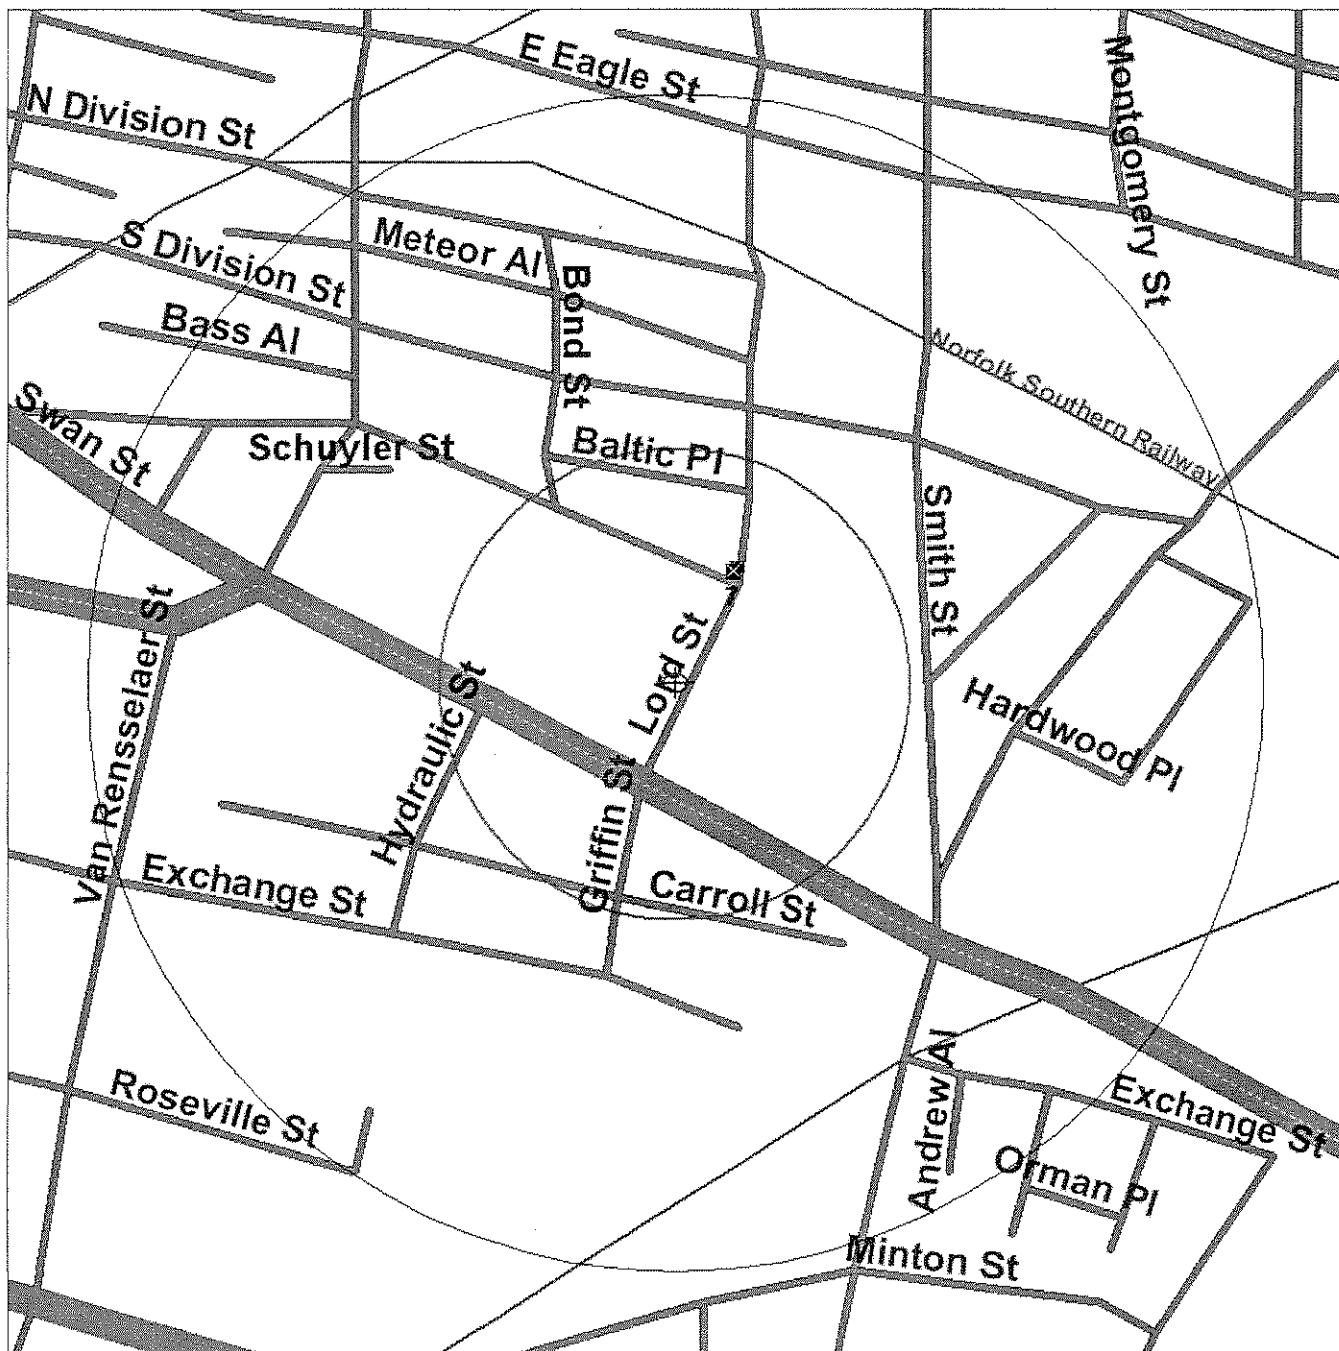 E Eagle St
Montgomery St
N Division St
S Division St
Meteor Al
Bond St
Bass Al
Norfolk Southern Railway
Swan St
Schuyler St
Baltic Pl
Smith St
Lord St
Van Rensselaer St
Hydraulic St
Hardwood Pl
Griffin St
Exchange St
Carroll St
Andrew Al
Roseville St
Exchange St
Orman Pl
Minton St